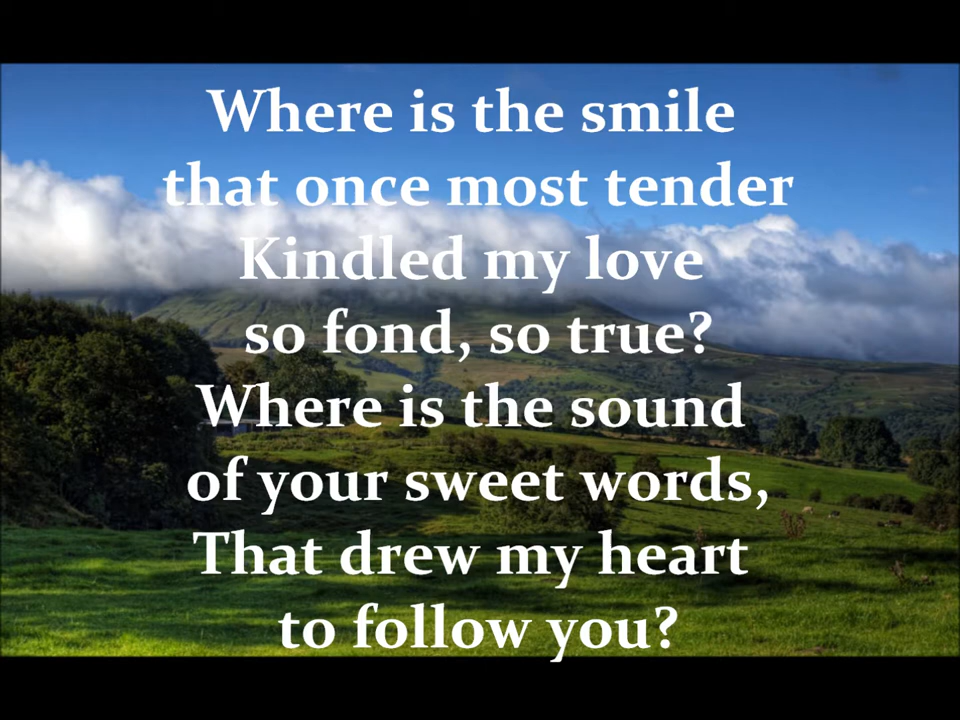 Where is the smile
that once most tender
Kindled my love
so fond, so true?
Where is the sound
of your sweet words,
That drew my heart
to follow you?